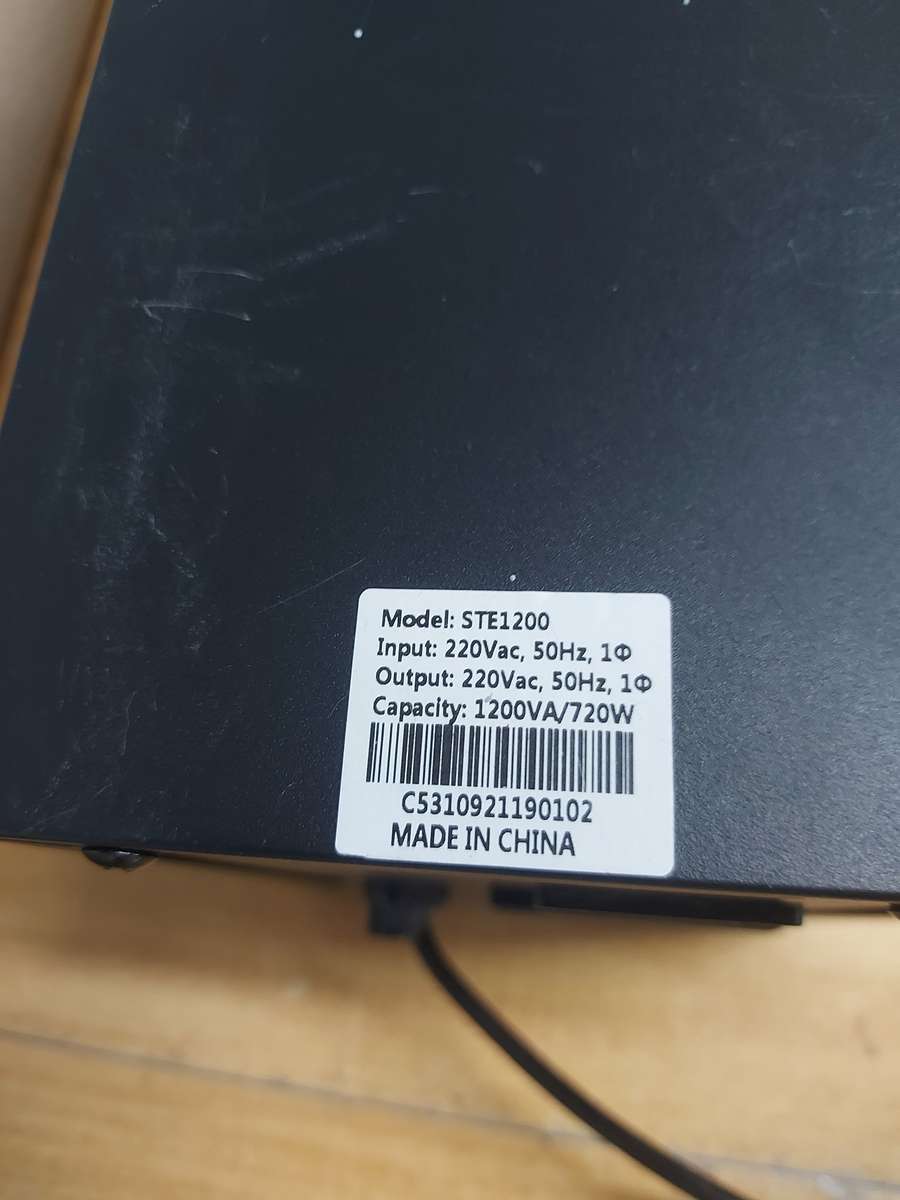 Model: STE1200
Input: 220Vac, 50Hz, 1Φ
Output: 220Vac, 50Hz, 1Φ
Capacity: 1200VA/720W
C5310921190102
MADE IN CHINA